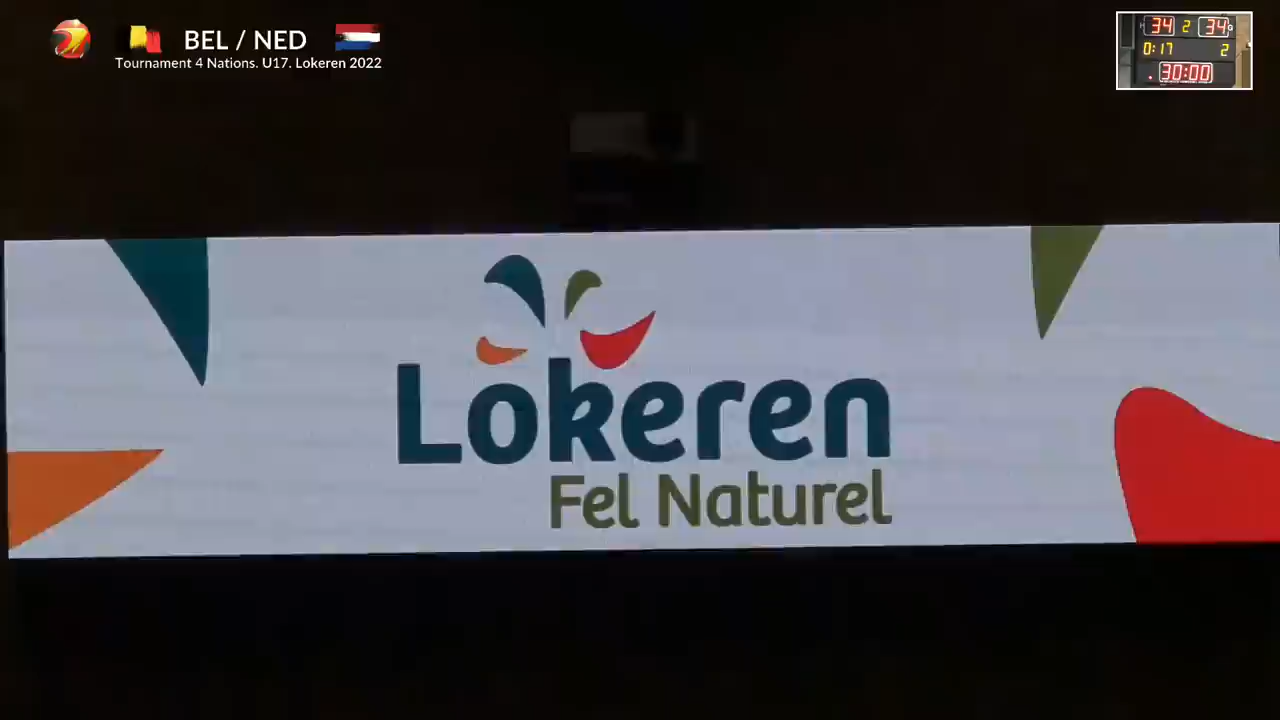 BEL / NED
Tournament 4 Nations. U17. Lokeren 2022
34 2 34
0:17 2
30:00
Lokeren
Fel Naturel